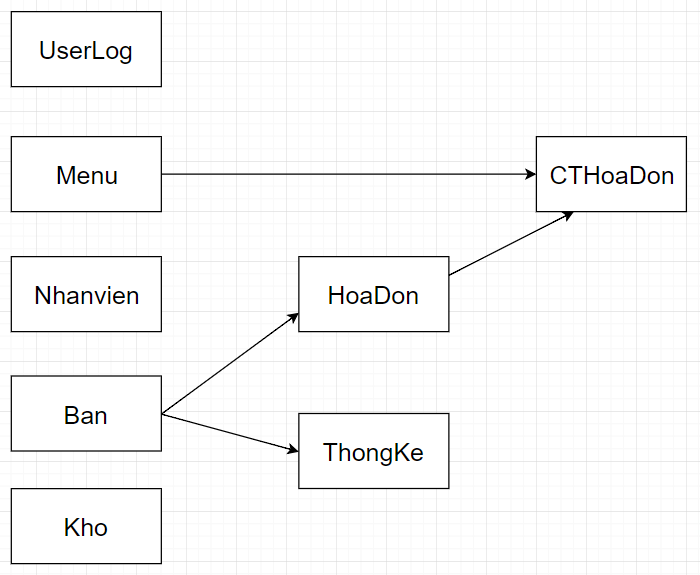 UserLog
Menu
CTHoaDon
Nhanvien
HoaDon
Ban
ThongKe
Kho